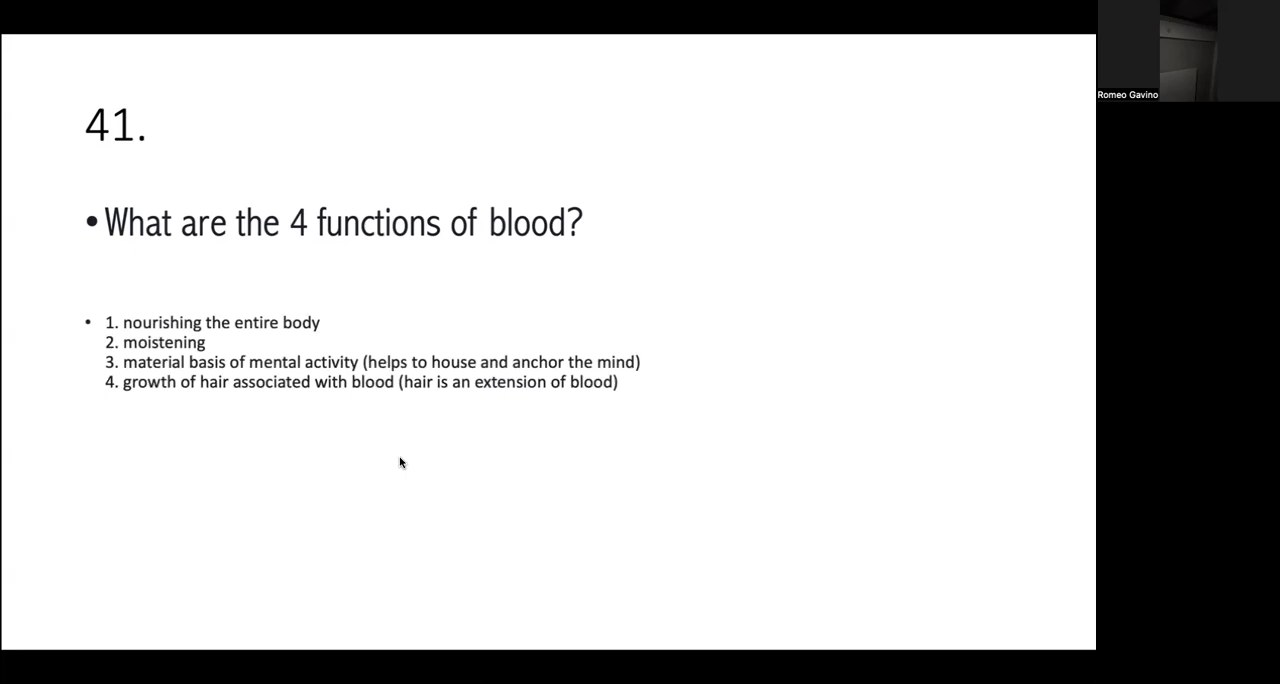 41.
•What are the 4 functions of blood?
• 1. nourishing the entire body
2. moistening
3. material basis of mental activity (helps to house and anchor the mind)
4. growth of hair associated with blood (hair is an extension of blood)
Romeo Gavino